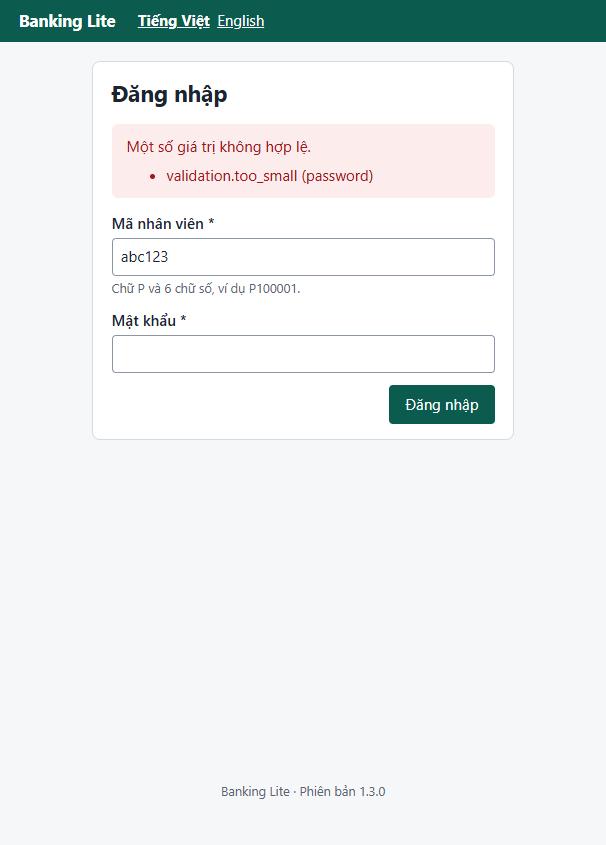 Banking Lite Tiếng Việt English
Đăng nhập
Một số giá trị không hợp lệ.
• validation.too_small (password)
Mã nhân viên *
abc123
Chữ P và 6 chữ số, ví dụ P100001.
Mật khẩu *
Đăng nhập
Banking Lite · Phiên bản 1.3.0